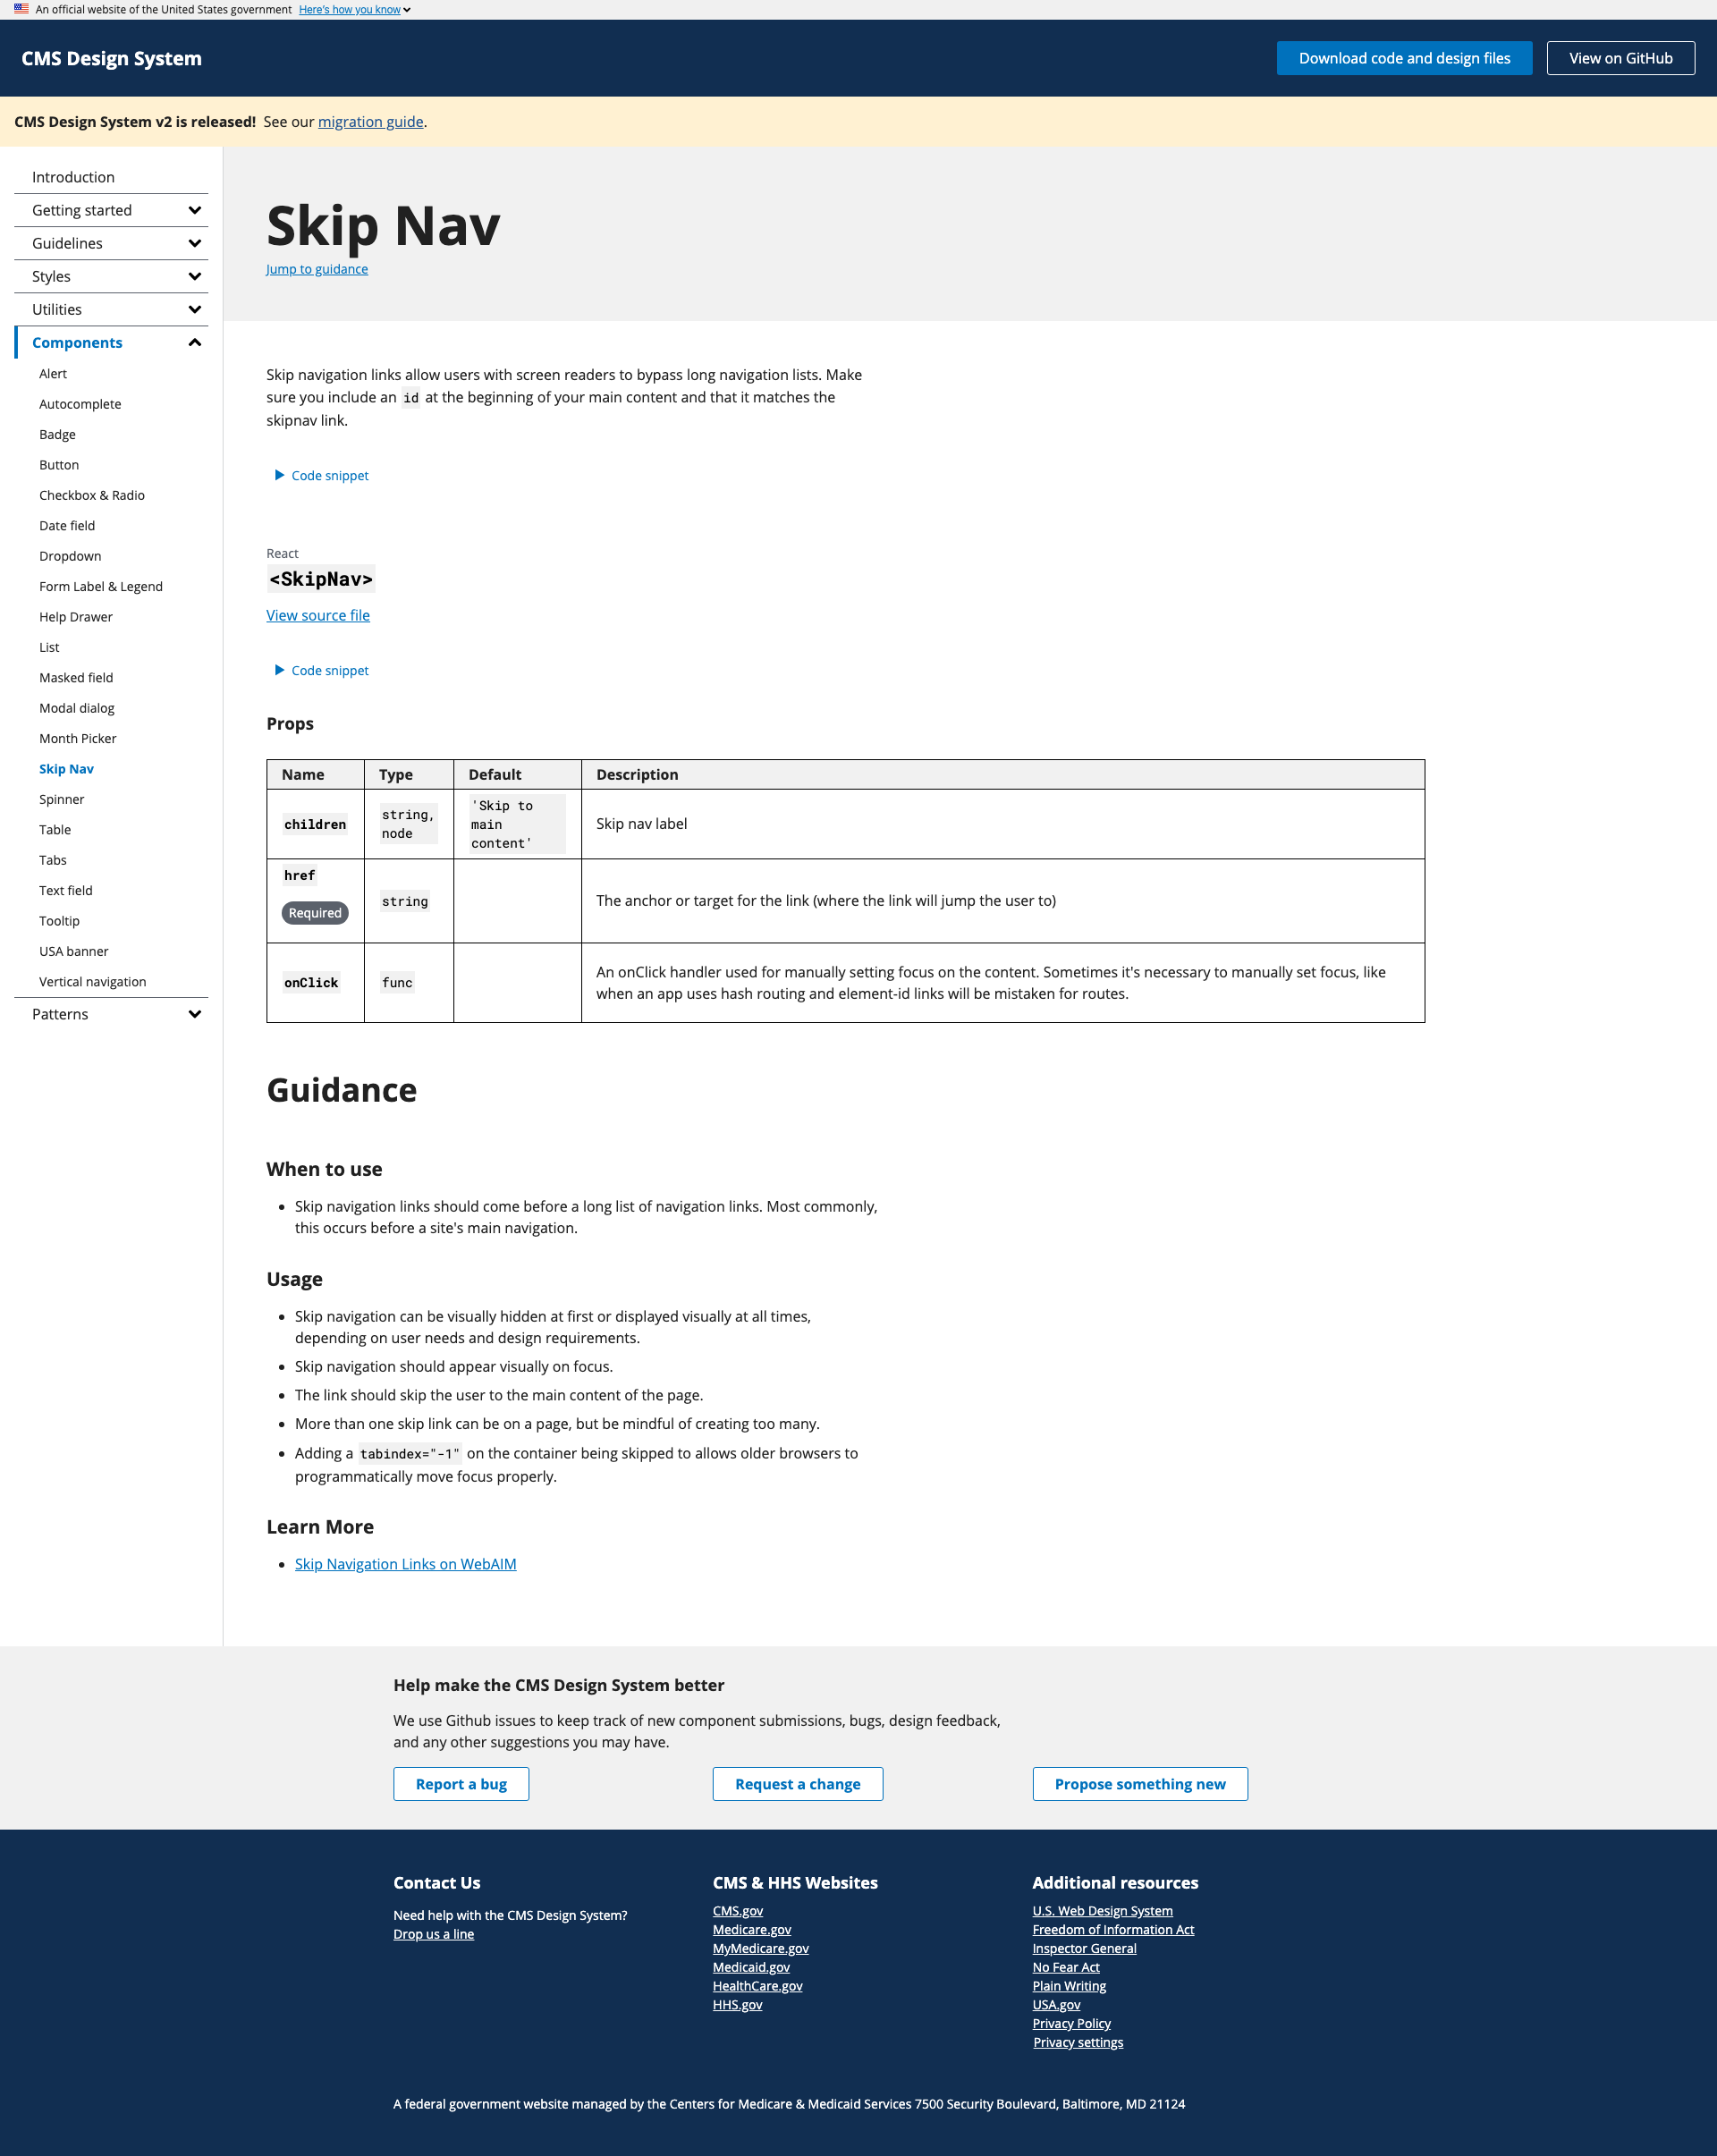 An official website of the United States government Here's how you know
CMS Design System
Download code and design files
View on GitHub
CMS Design System v2 is released! See our migration guide.
Introduction
Getting started
Guidelines
Styles
Utilities
Components
Alert
Autocomplete
Badge
Button
Checkbox & Radio
Date field
Dropdown
Form Label & Legend
Help Drawer
List
Masked field
Modal dialog
Month Picker
Skip Nav
Spinner
Table
Tabs
Text field
Tooltip
USA banner
Vertical navigation
Patterns
Skip Nav
Jump to guidance
Skip navigation links allow users with screen readers to bypass long navigation lists. Make
sure you include an id at the beginning of your main content and that it matches the
skipnav link.
Code snippet
React
<SkipNav>
View source file
Code snippet
Props
Name Type Default Description
children
string,
node
'Skip to
main
content'
Skip nav label
href
Required
string
The anchor or target for the link (where the link will jump the user to)
onClick
func
An onClick handler used for manually setting focus on the content. Sometimes it's necessary to manually set focus, like
when an app uses hash routing and element-id links will be mistaken for routes.
Guidance
When to use
Skip navigation links should come before a long list of navigation links. Most commonly,
this occurs before a site's main navigation.
Usage
Skip navigation can be visually hidden at first or displayed visually at all times,
depending on user needs and design requirements.
Skip navigation should appear visually on focus.
The link should skip the user to the main content of the page.
More than one skip link can be on a page, but be mindful of creating too many.
Adding a tabindex="-1" on the container being skipped to allows older browsers to
programmatically move focus properly.
Learn More
Skip Navigation Links on WebAIM
Help make the CMS Design System better
We use Github issues to keep track of new component submissions, bugs, design feedback,
and any other suggestions you may have.
Report a bug
Request a change
Propose something new
Contact Us
Need help with the CMS Design System?
Drop us a line
CMS & HHS Websites
CMS.gov
Medicare.gov
MyMedicare.gov
Medicaid.gov
HealthCare.gov
HHS.gov
Additional resources
U.S. Web Design System
Freedom of Information Act
Inspector General
No Fear Act
Plain Writing
USA.gov
Privacy Policy
Privacy settings
A federal government website managed by the Centers for Medicare & Medicaid Services 7500 Security Boulevard, Baltimore, MD 21124